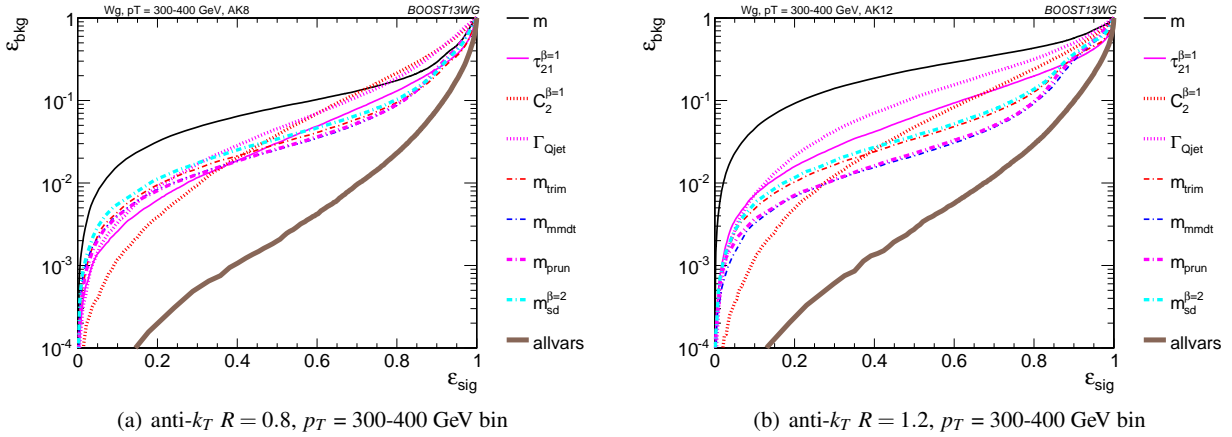 Wg, pT = 300-400 GeV, AK8
BOOST13WG
ε_bkg
1
10^-1
10^-2
10^-3
10^-4
0 0.2 0.4 0.6 0.8 1
ε_sig
m
τ_21^β=1
C_2^β=1
Γ_Qjet
m_trim
m_mmdt
m_prun
m_sd^β=2
allvars
(a) anti-k_T R = 0.8, p_T = 300-400 GeV bin
Wg, pT = 300-400 GeV, AK12
BOOST13WG
ε_bkg
1
10^-1
10^-2
10^-3
10^-4
0 0.2 0.4 0.6 0.8 1
ε_sig
m
τ_21^β=1
C_2^β=1
Γ_Qjet
m_trim
m_mmdt
m_prun
m_sd^β=2
allvars
(b) anti-k_T R = 1.2, p_T = 300-400 GeV bin